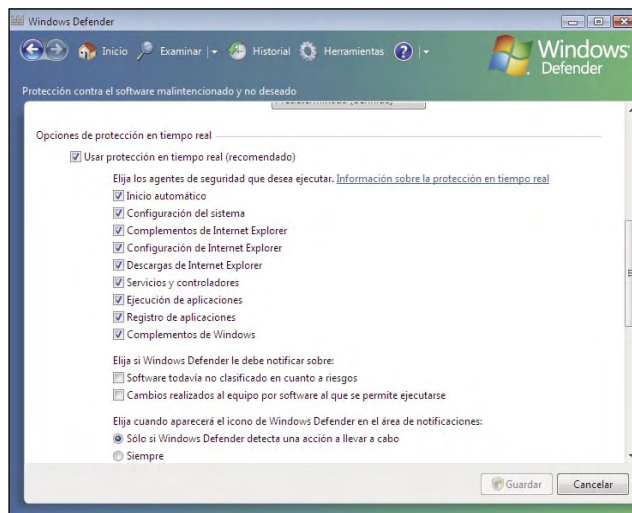 Windows Defender
Inicio Examinar Historial Herramientas ?
Windows
Defender
Protección contra el software malintencionado y no deseado
Opciones de protección en tiempo real
Usar protección en tiempo real (recomendado)
Elija los agentes de seguridad que desea ejecutar. Información sobre la protección en tiempo real
Inicio automático
Configuración del sistema
Complementos de Internet Explorer
Configuración de Internet Explorer
Descargas de Internet Explorer
Servicios y controladores
Ejecución de aplicaciones
Registro de aplicaciones
Complementos de Windows
Elija si Windows Defender le debe notificar sobre:
Software todavía no clasificado en cuanto a riesgos
Cambios realizados al equipo por software al que se permite ejecutarse
Elija cuando aparecerá el icono de Windows Defender en el área de notificaciones:
Sólo si Windows Defender detecta una acción a llevar a cabo
Siempre
Guardar Cancelar